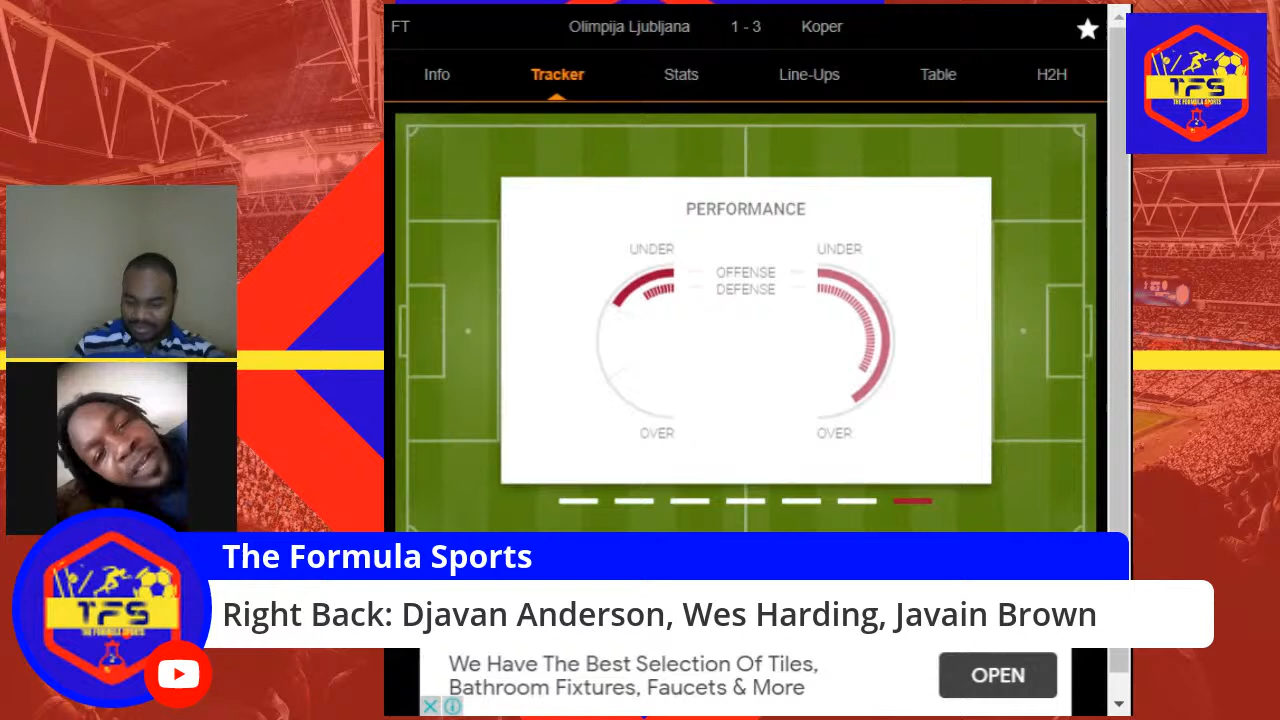 FT Olimpija Ljubljana 1 - 3 Koper
Info Tracker Stats Line-Ups Table H2H
TFS
THE FORMULA SPORTS
PERFORMANCE
UNDER UNDER
OFFENSE
DEFENSE
OVER OVER
The Formula Sports
Right Back: Djavan Anderson, Wes Harding, Javain Brown
TFS
THE FORMULA SPORTS
We Have The Best Selection Of Tiles,
Bathroom Fixtures, Faucets & More
OPEN